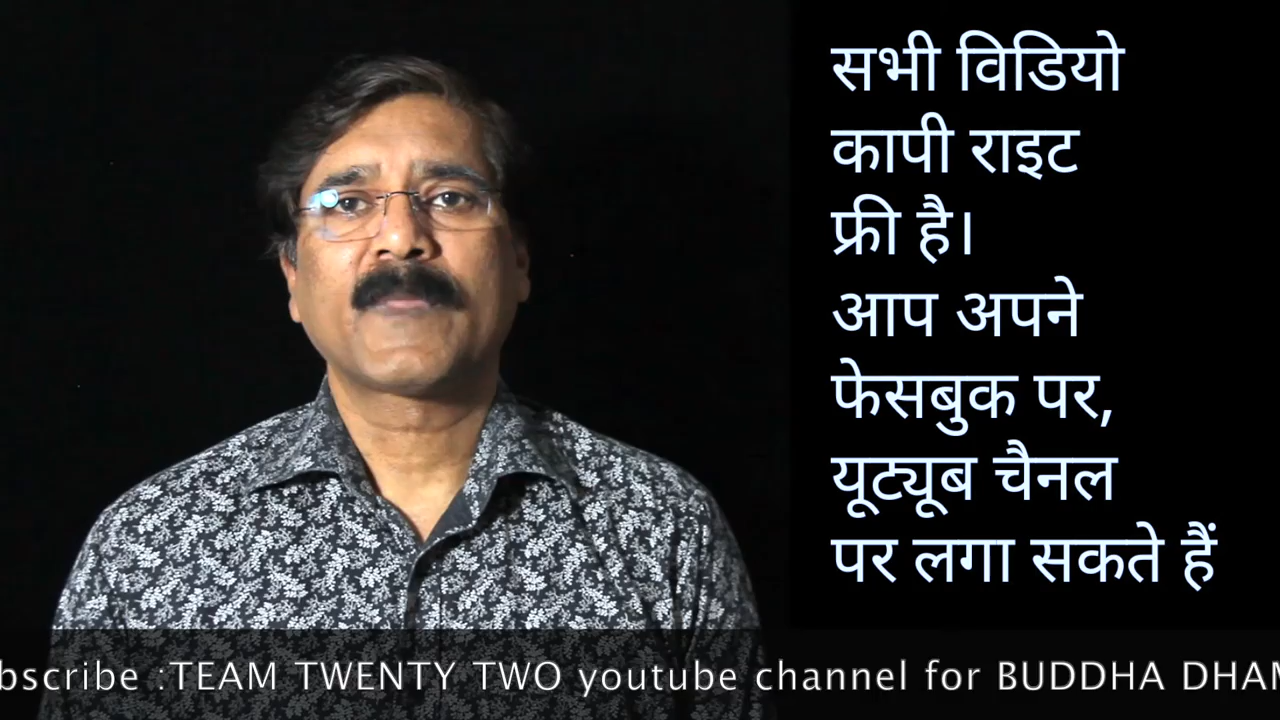 सभी विडियो
कापी राइट
फ्री है।
आप अपने
फेसबुक पर,
यूट्यूब चैनल
पर लगा सकते हैं
bscribe :TEAM TWENTY TWO youtube channel for BUDDHA DHAM